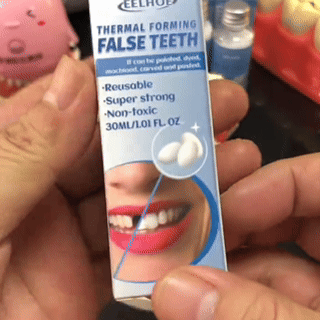 EELHOE
THERMAL FORMING
FALSE TEETH
It can be painted, dyed,
machined, carved and pasted.
·Reusable
·Super strong
·Non-toxic
30ML/1.01 FL. OZ